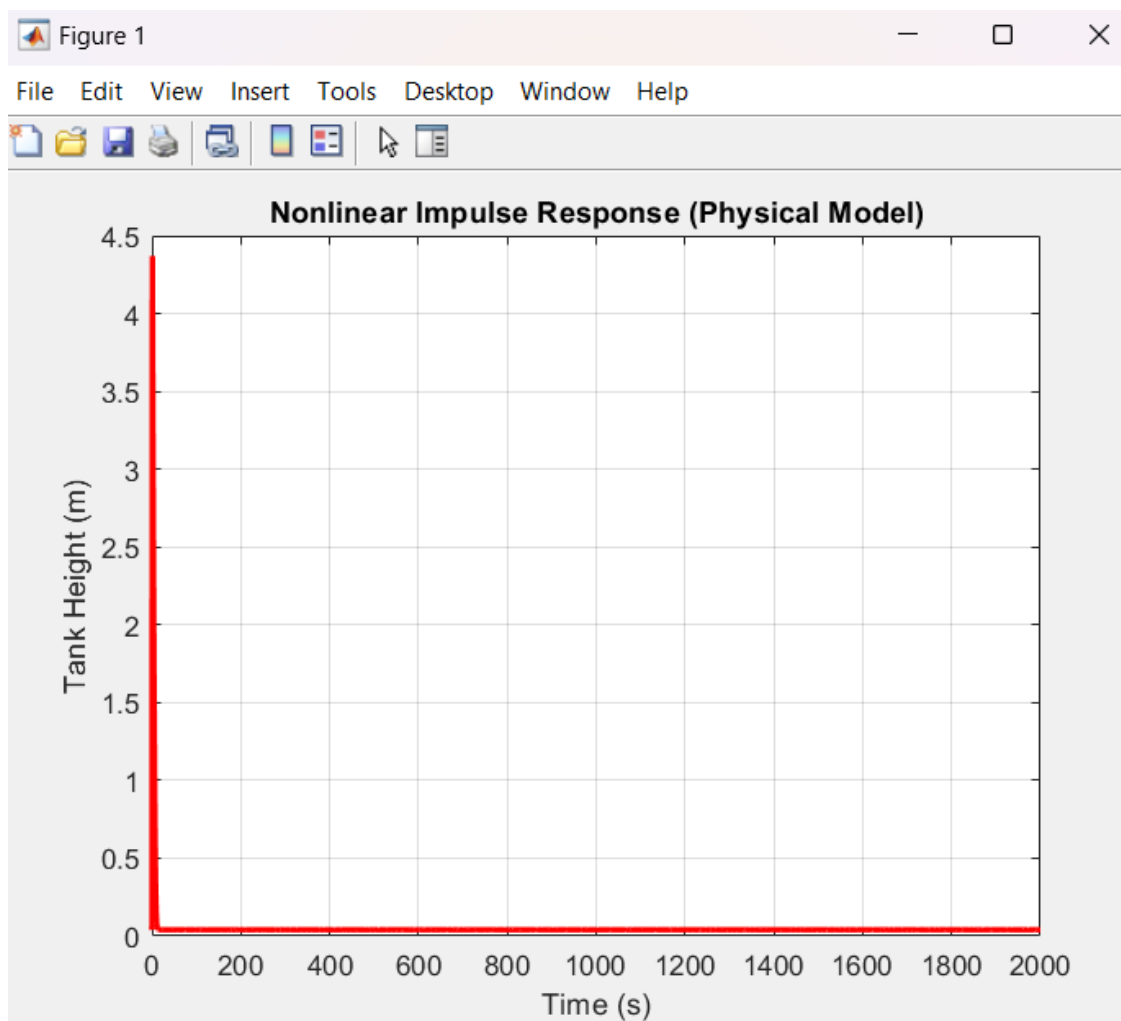 Figure 1
File Edit View Insert Tools Desktop Window Help
Nonlinear Impulse Response (Physical Model)
4.5
4
3.5
3
2.5
2
1.5
1
0.5
0
Tank Height (m)
0 200 400 600 800 1000 1200 1400 1600 1800 2000
Time (s)